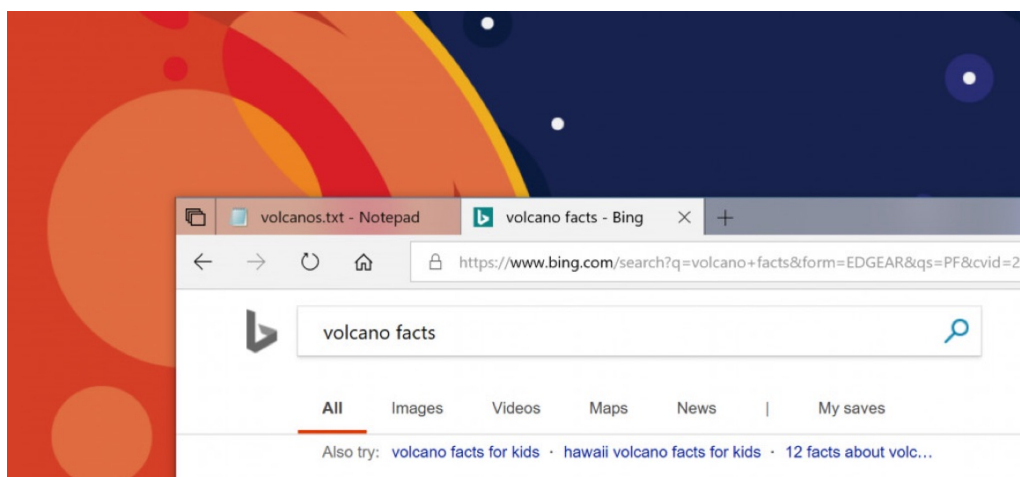 volcanos.txt - Notepad volcano facts - Bing
https://www.bing.com/search?q=volcano+facts&form=EDGEAR&qs=PF&cvid=2
volcano facts
All Images Videos Maps News | My saves
Also try: volcano facts for kids · hawaii volcano facts for kids · 12 facts about volc...